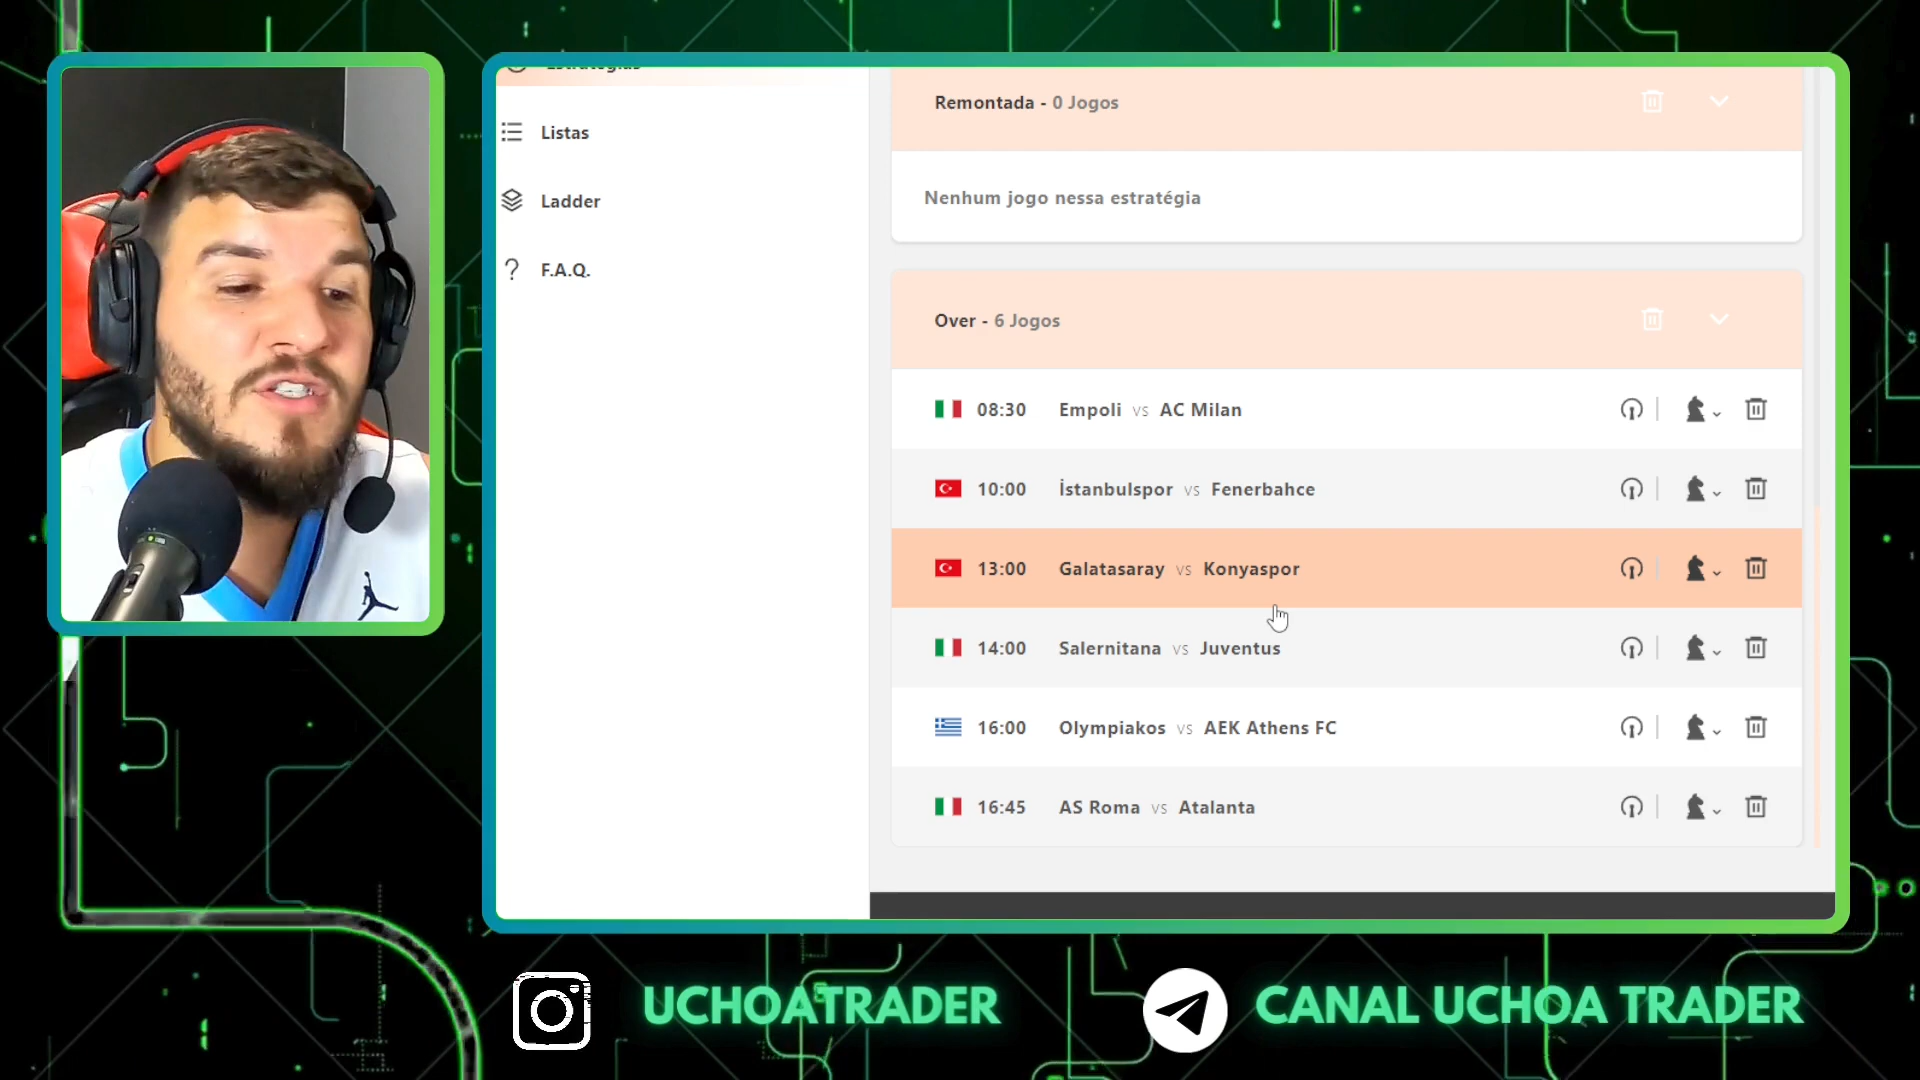 Estratégias
Listas
Ladder
? F.A.Q.
Remontada - 0 Jogos
Nenhum jogo nessa estratégia
Over - 6 Jogos
08:30 Empoli vs AC Milan
10:00 İstanbulspor vs Fenerbahce
13:00 Galatasaray vs Konyaspor
14:00 Salernitana vs Juventus
16:00 Olympiakos vs AEK Athens FC
16:45 AS Roma vs Atalanta
UCHOATRADER
CANAL UCHOA TRADER